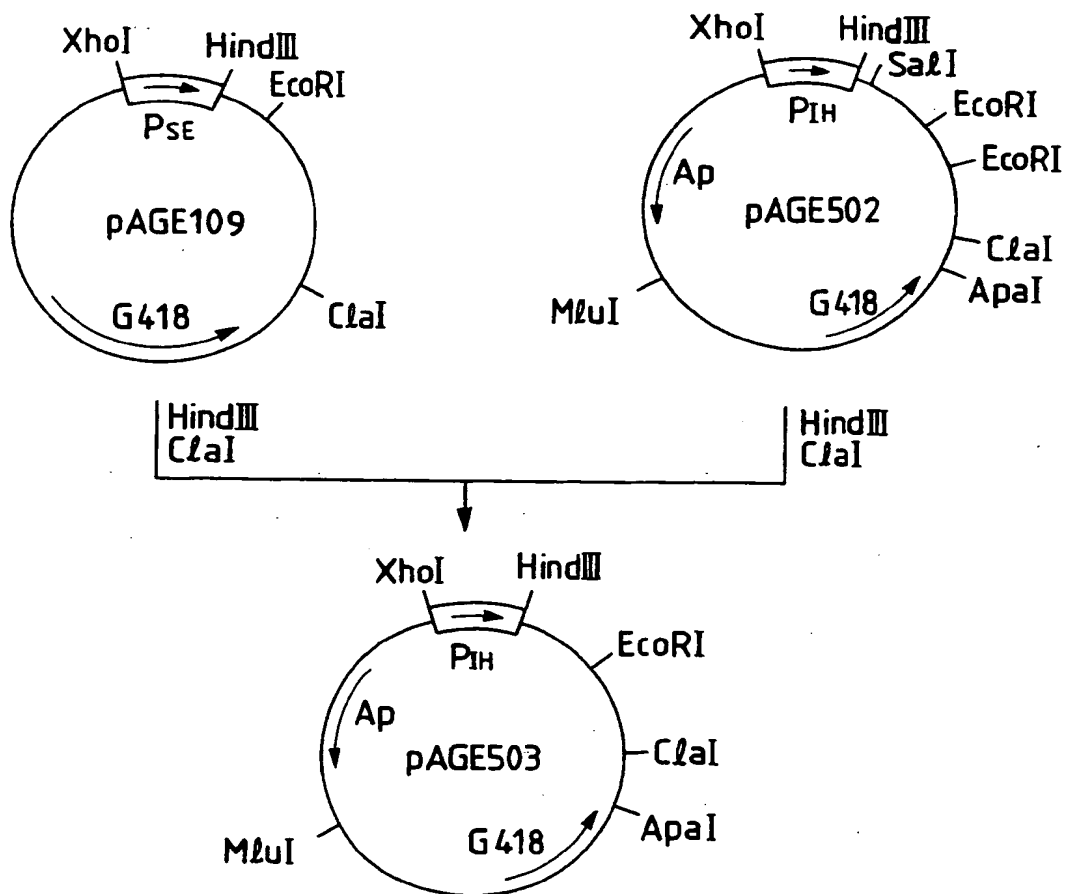 XhoI
HindIII
EcoRI
PSE
pAGE109
G418
ClaI
XhoI
HindIII
SalI
EcoRI
EcoRI
PIH
Ap
pAGE502
ClaI
ApaI
G418
MluI
HindIII
ClaI
HindIII
ClaI
XhoI
HindIII
EcoRI
PIH
Ap
pAGE503
ClaI
ApaI
G418
MluI